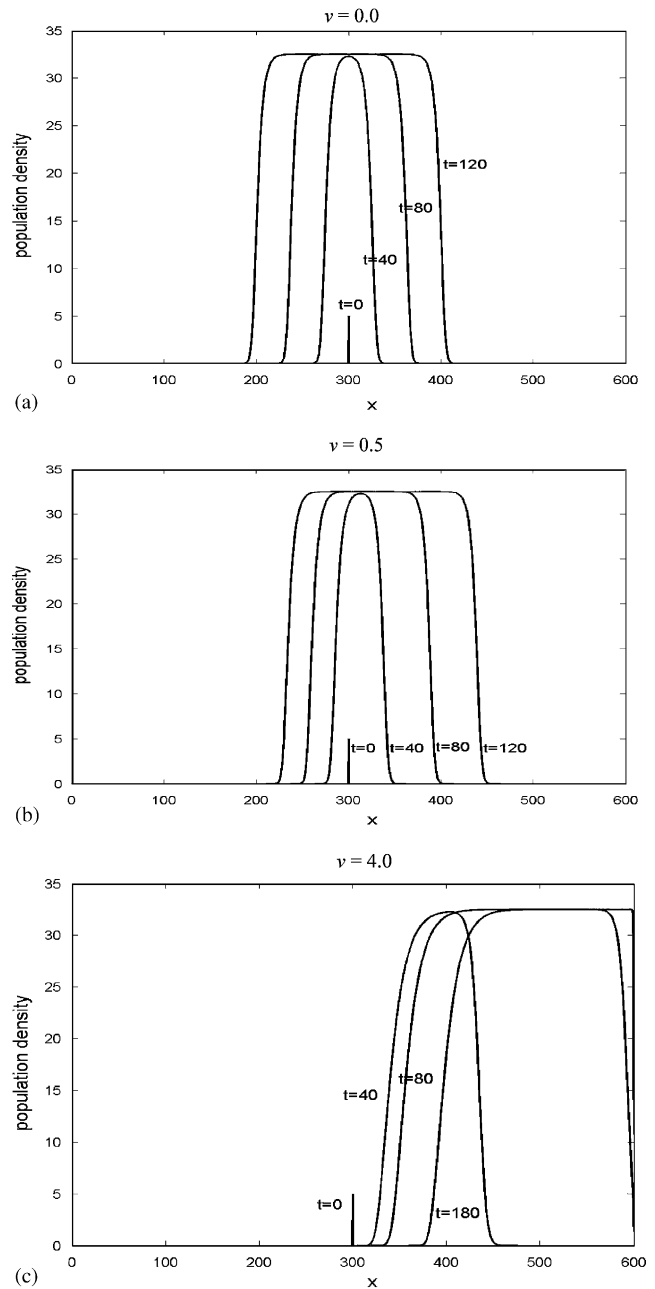 v = 0.0
35
30
25
20
15
10
5
0
population density
t=120
t=80
t=40
t=0
0 100 200 300 400 500 600
x
(a)
v = 0.5
35
30
25
20
15
10
5
0
population density
t=0 t=40 t=80 t=120
0 100 200 300 400 500 600
x
(b)
v = 4.0
35
30
25
20
15
10
5
0
population density
t=80
t=40
t=0
t=180
0 100 200 300 400 500 600
x
(c)